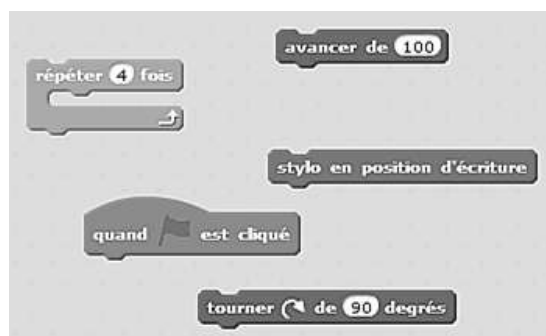 avancer de 100
répéter 4 fois
stylo en position d'écriture
quand est cliqué
tourner de 90 degrés